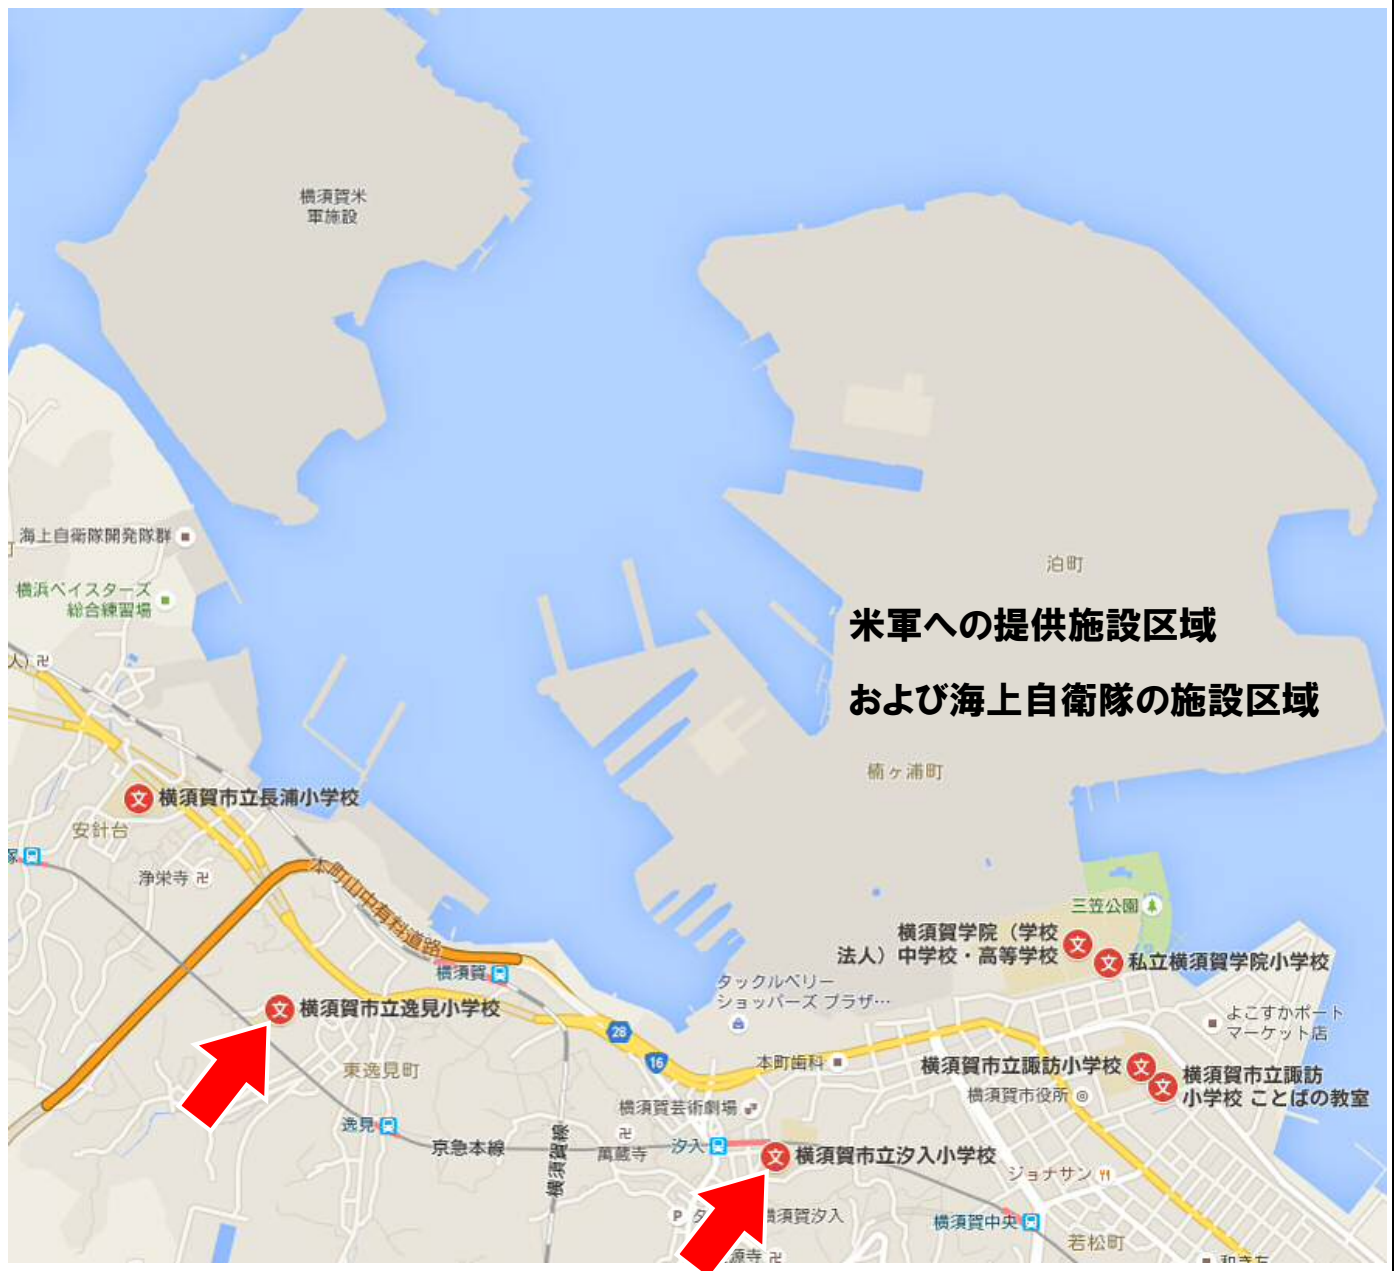 横須賀米
軍施設
海上自衛隊開発隊群
横浜ベイスターズ
総合練習場
泊町
米軍への提供施設区域
および海上自衛隊の施設区域
楠ヶ浦町
人)
横須賀市立長浦小学校
安針台
浄栄寺
本町山中有料道路
三笠公園
横須賀学院（学校
法人）中学校・高等学校
私立横須賀学院小学校
横須賀
タックルベリー
ショッパーズ プラザ…
横須賀市立逸見小学校
よこすかポート
マーケット店
28
16
本町歯科
横須賀市立諏訪小学校
横須賀市立諏訪
小学校 ことばの教室
東逸見町
横須賀市役所
横須賀芸術劇場
逸見
京急本線
横須賀線
萬蔵寺
汐入
横須賀市立汐入小学校
ジョナサン
P
横須賀汐入
横須賀中央
若松町
源寺